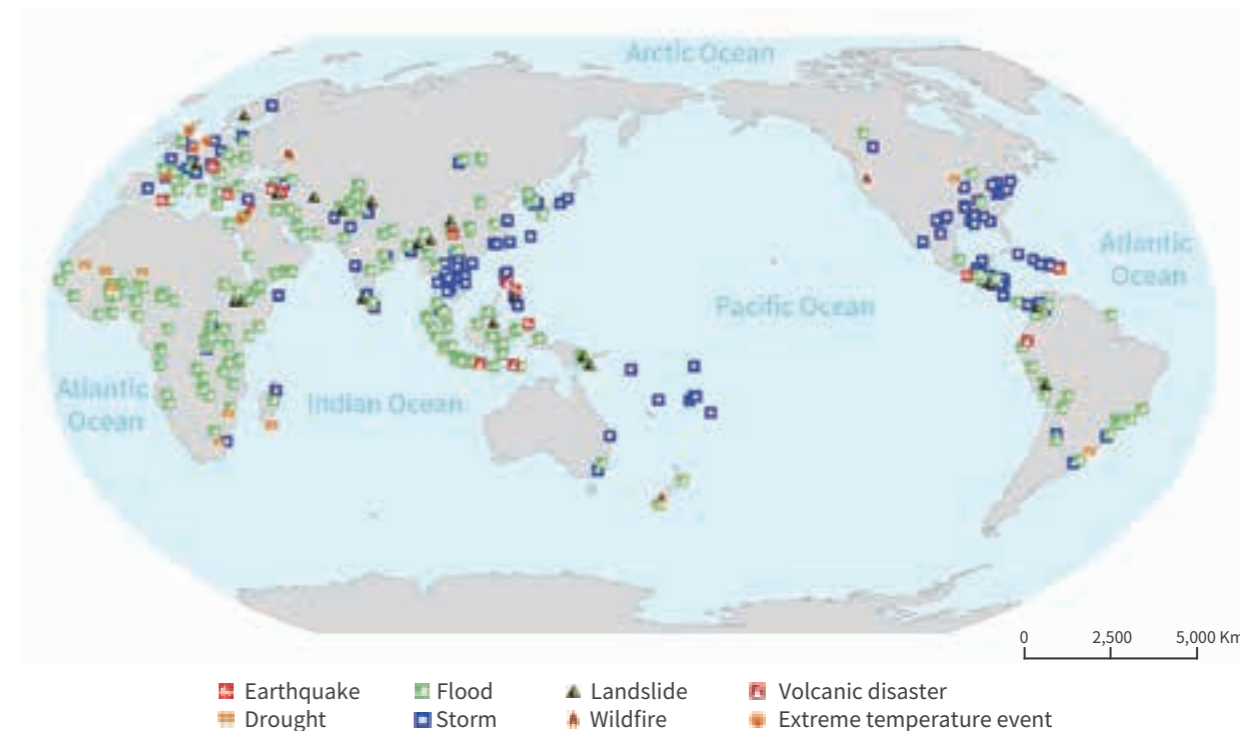 Arctic Ocean
Atlantic
Ocean
Pacific Ocean
Atlantic
Ocean
Indian Ocean
0 2,500 5,000 Km
Earthquake Flood Landslide Volcanic disaster
Drought Storm Wildfire Extreme temperature event